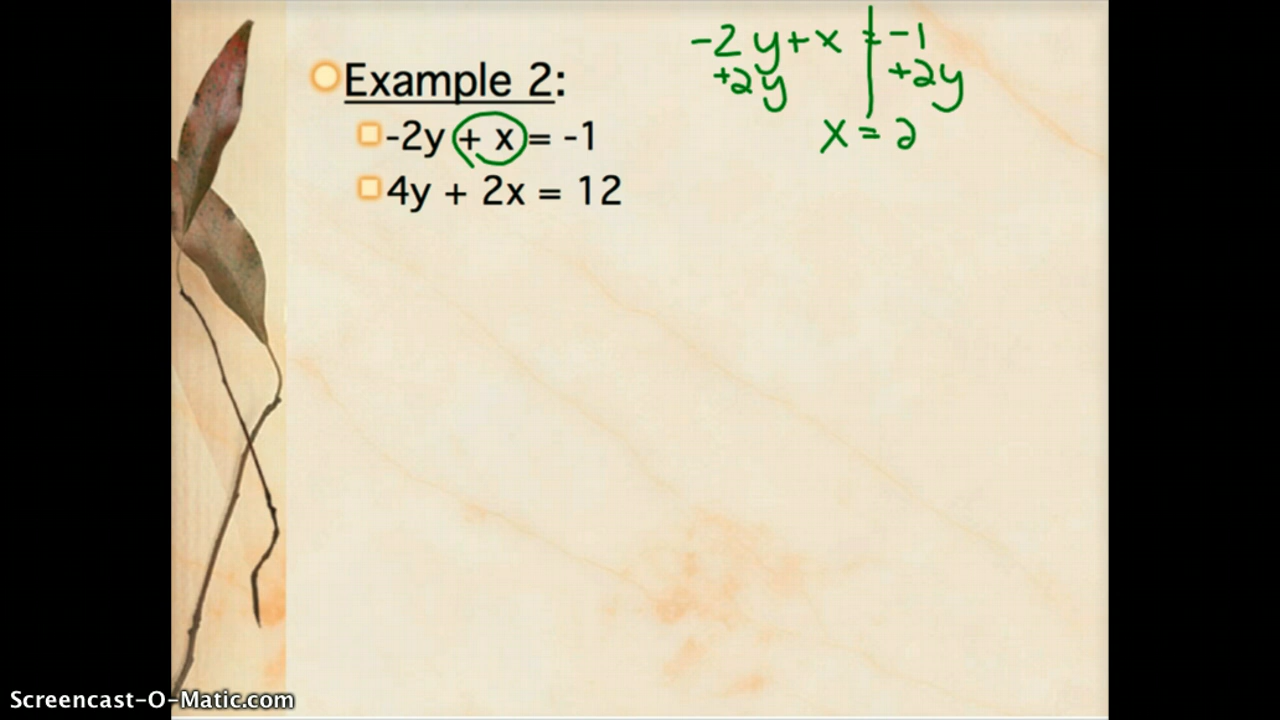 Example 2:
-2y + x = -1
4y + 2x = 12
-2y+x = -1
+2y +2y
x = 2
Screencast-O-Matic.com